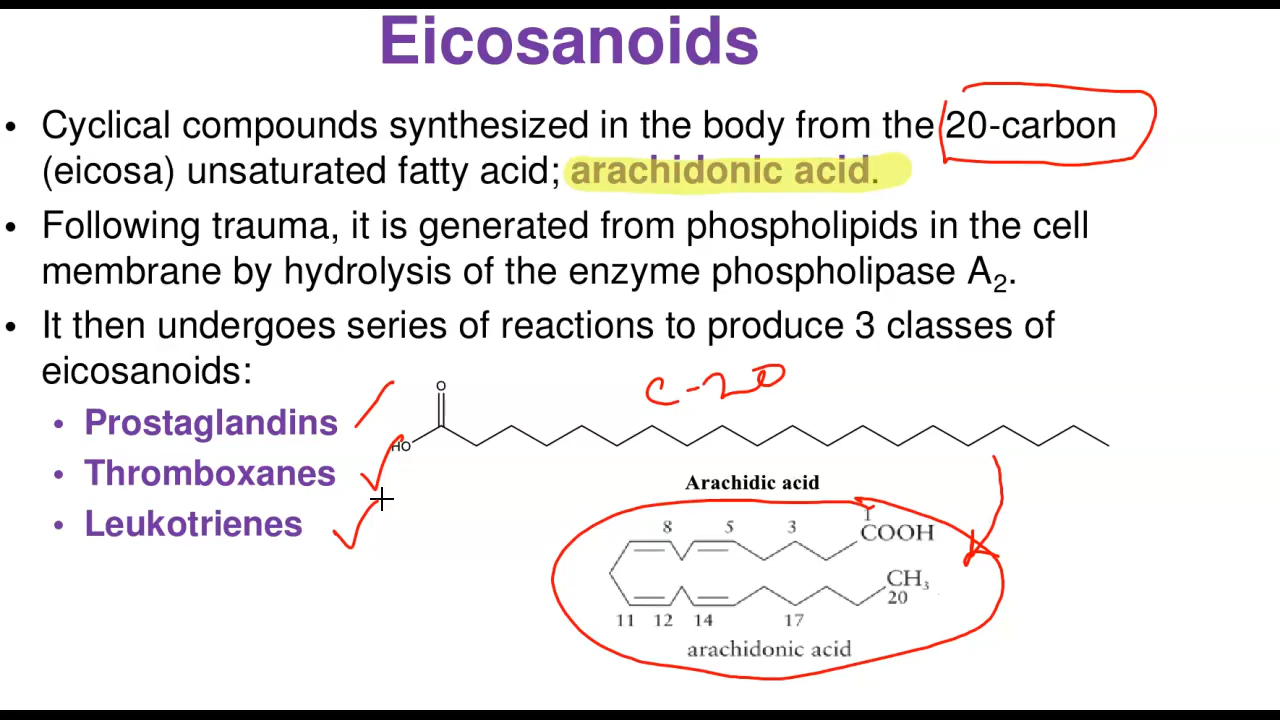 Eicosanoids
• Cyclical compounds synthesized in the body from the 20-carbon
(eicosa) unsaturated fatty acid; arachidonic acid.
• Following trauma, it is generated from phospholipids in the cell
membrane by hydrolysis of the enzyme phospholipase A₂.
• It then undergoes series of reactions to produce 3 classes of
eicosanoids:
• Prostaglandins
• Thromboxanes
• Leukotrienes
C-20
O
HO
Arachidic acid
8 5 3 1
COOH
CH₃
20
11 12 14 17
arachidonic acid